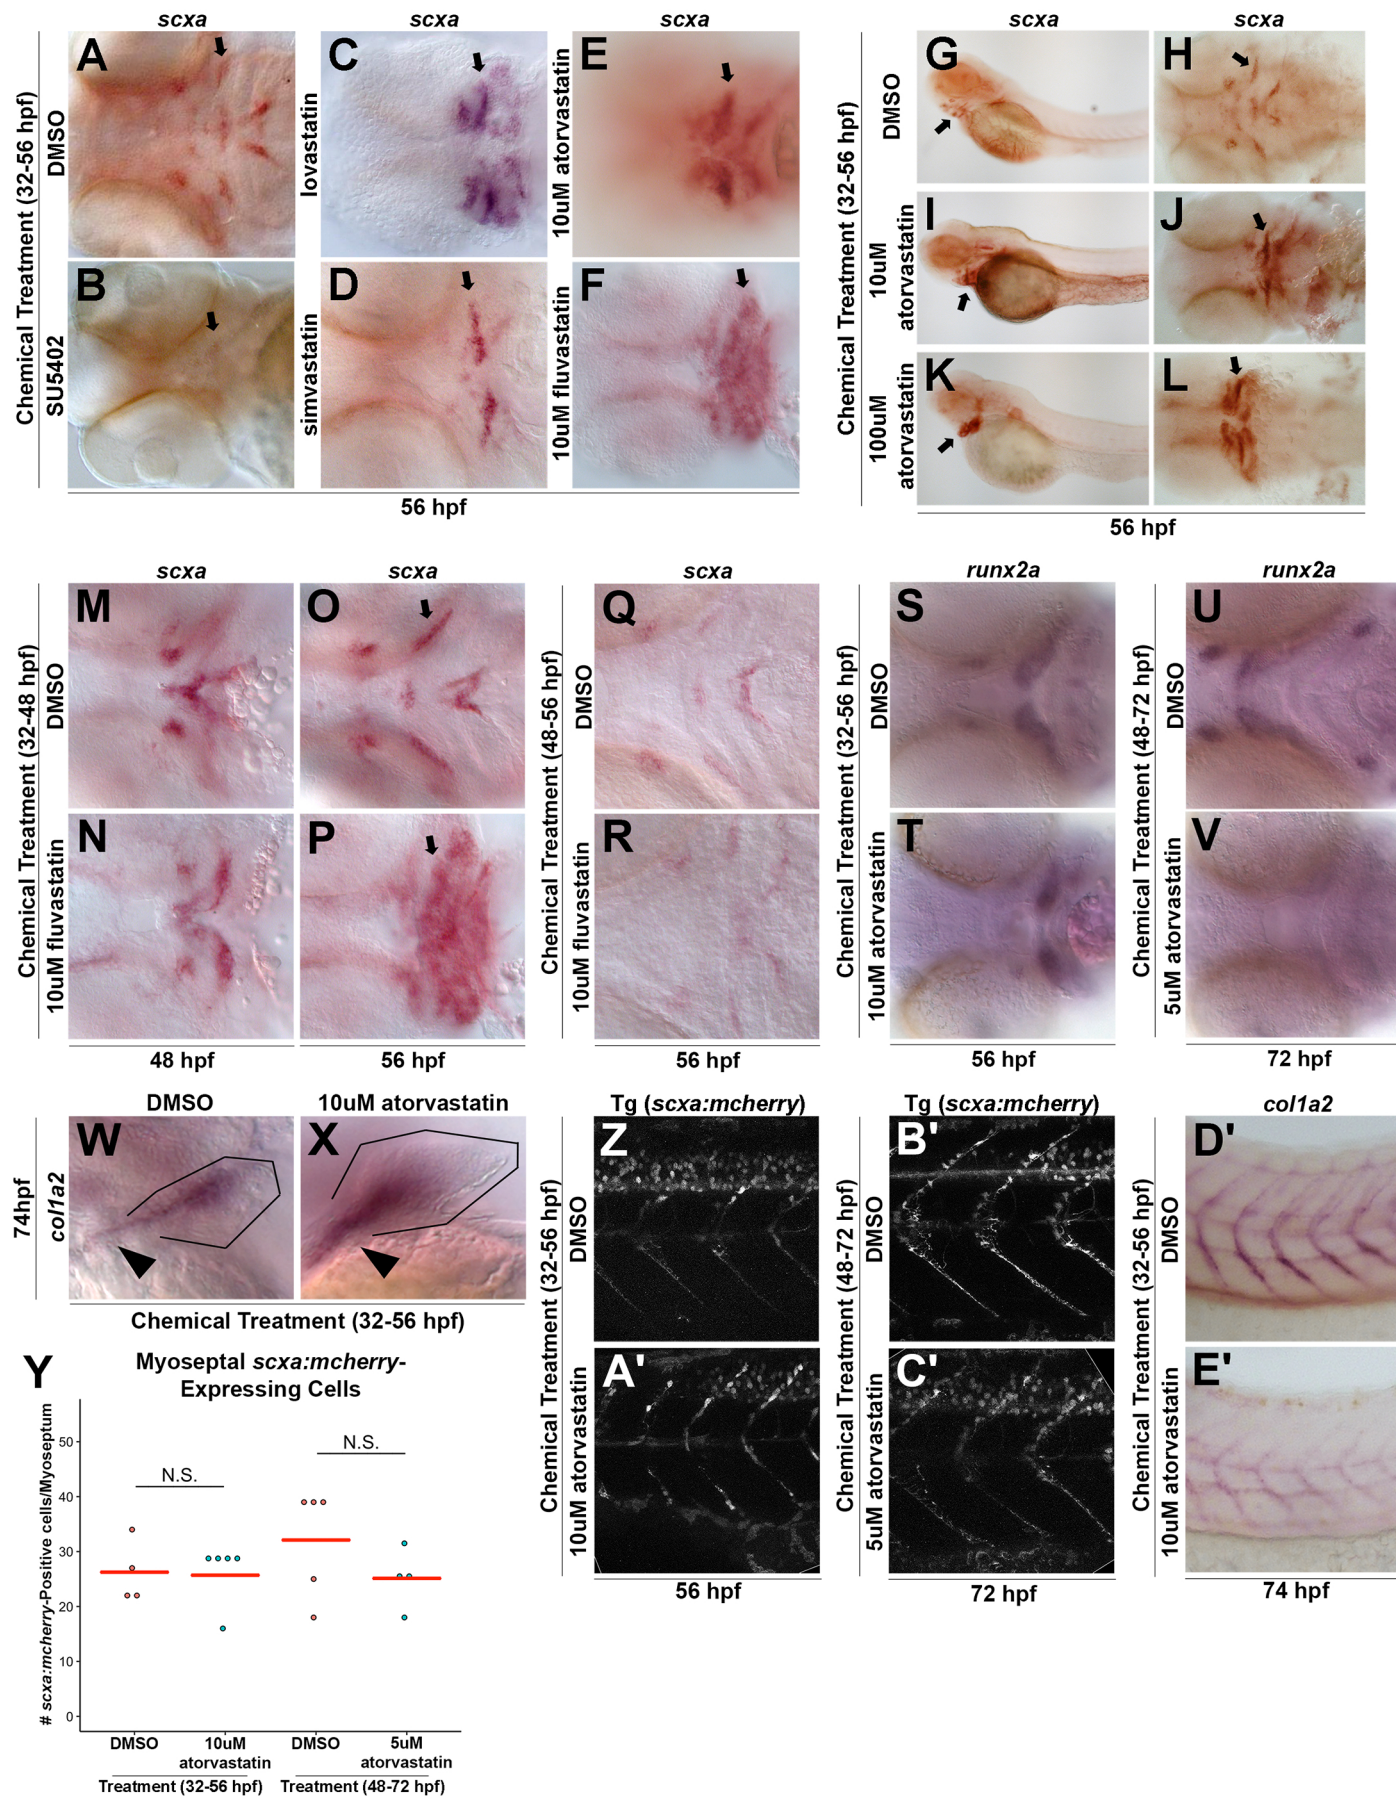 scxa
scxa
scxa
scxa
Chemical Treatment (32-56 hpf)
DMSO
SU5402
A
B
lovastatin
simvastatin
C
D
10uM atorvastatin
10uM fluvastatin
E
F
56 hpf
Chemical Treatment (32-56 hpf)
DMSO
10uM
atorvastatin
100uM
atorvastatin
G
H
I
J
K
L
56 hpf
scxa
scxa
scxa
runx2a
runx2a
Chemical Treatment (32-48 hpf)
DMSO
10uM fluvastatin
M
O
N
P
48 hpf
56 hpf
Chemical Treatment (48-56 hpf)
DMSO
10uM fluvastatin
Q
R
56 hpf
Chemical Treatment (32-56 hpf)
DMSO
10uM atorvastatin
S
T
56 hpf
Chemical Treatment (48-72 hpf)
DMSO
5uM atorvastatin
U
V
72 hpf
DMSO
10uM atorvastatin
74hpf
col1a2
W
X
Chemical Treatment (32-56 hpf)
Y
Myoseptal scxa:mcherry-
Expressing Cells
# scxa:mcherry-Positive cells/Myoseptum
50
40
30
20
10
0
N.S.
N.S.
DMSO
10uM
atorvastatin
DMSO
5uM
atorvastatin
Treatment (32-56 hpf)
Treatment (48-72 hpf)
Tg (scxa:mcherry)
Chemical Treatment (32-56 hpf)
DMSO
10uM atorvastatin
Z
A'
56 hpf
Tg (scxa:mcherry)
Chemical Treatment (48-72 hpf)
DMSO
5uM atorvastatin
B'
C'
72 hpf
col1a2
Chemical Treatment (32-56 hpf)
DMSO
10uM atorvastatin
D'
E'
74 hpf